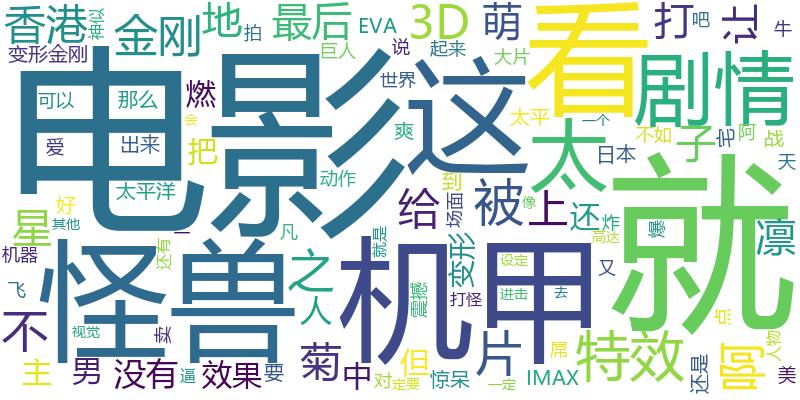 香港
神似
金刚
地
拍
最后
EVA
3D
萌
看
打
吧
让
牛
变形金刚
巨人
说
起来
大片
电影
这
剧情
可以
那么
燃
世界
爱
出来
把
爽
太平
一个
不如
子
宅
阿
战
太
日本
天
太平洋
动作
到
给
场面
被
像
上
还
炸
高达
爆
凛
就
星
好
其他
会
一
还有
凡
就是
变形
设定
机器
怪兽
之
人
机甲
进击
去
又
飞
震撼
打怪
点
不
视觉
卖
主
男
没有
逼
效果
要
菊
中
对
但
定要
惊呆
片
一定
屌
IMAX
特效
还是
啊
人物
美